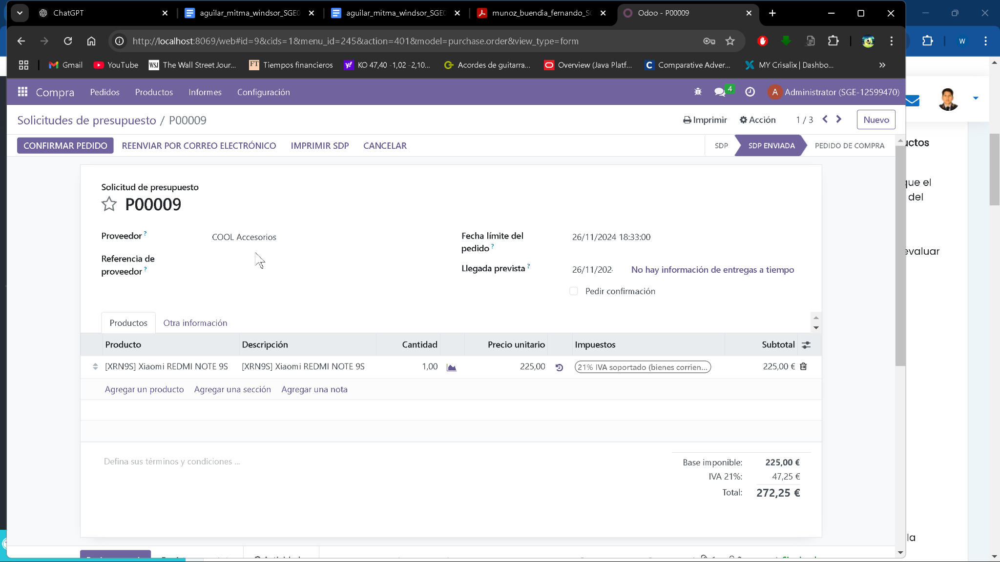 ChatGPT
aguilar_mitma_windsor_SGE0
aguilar_mitma_windsor_SGE0
munoz_buendia_fernando_SG
Odoo - P00009
http://localhost:8069/web#id=9&cids=1&menu_id=245&action=401&model=purchase.order&view_type=form
W
Gmail
YouTube
WSJ The Wall Street Jour...
FT Tiempos financieros
KO 47,40 -1,02 -2,10...
Acordes de guitarra...
Overview (Java Platf...
C Comparative Adver...
MY Crisalix | Dashbo...
Compra
Pedidos
Productos
Informes
Configuración
4
A Administrator (SGE-12599470)
Solicitudes de presupuesto / P00009
Imprimir
Acción
1 / 3
Nuevo
CONFIRMAR PEDIDO
REENVIAR POR CORREO ELECTRÓNICO
IMPRIMIR SDP
CANCELAR
SDP
SDP ENVIADA
PEDIDO DE COMPRA
Solicitud de presupuesto
P00009
Proveedor ?
COOL Accesorios
Referencia de
proveedor ?
Fecha límite del
pedido ?
26/11/2024 18:33:00
Llegada prevista ?
26/11/202
No hay información de entregas a tiempo
Pedir confirmación
Productos
Otra información
Producto
Descripción
Cantidad
Precio unitario
Impuestos
Subtotal
[XRN9S] Xiaomi REDMI NOTE 9S
[XRN9S] Xiaomi REDMI NOTE 9S
1,00
225,00
21% IVA soportado (bienes corrien...
225,00 €
Agregar un producto
Agregar una sección
Agregar una nota
Defina sus términos y condiciones ...
Base imponible: 225,00 €
IVA 21%: 47,25 €
Total: 272,25 €
uctos
que el
del
evaluar
la